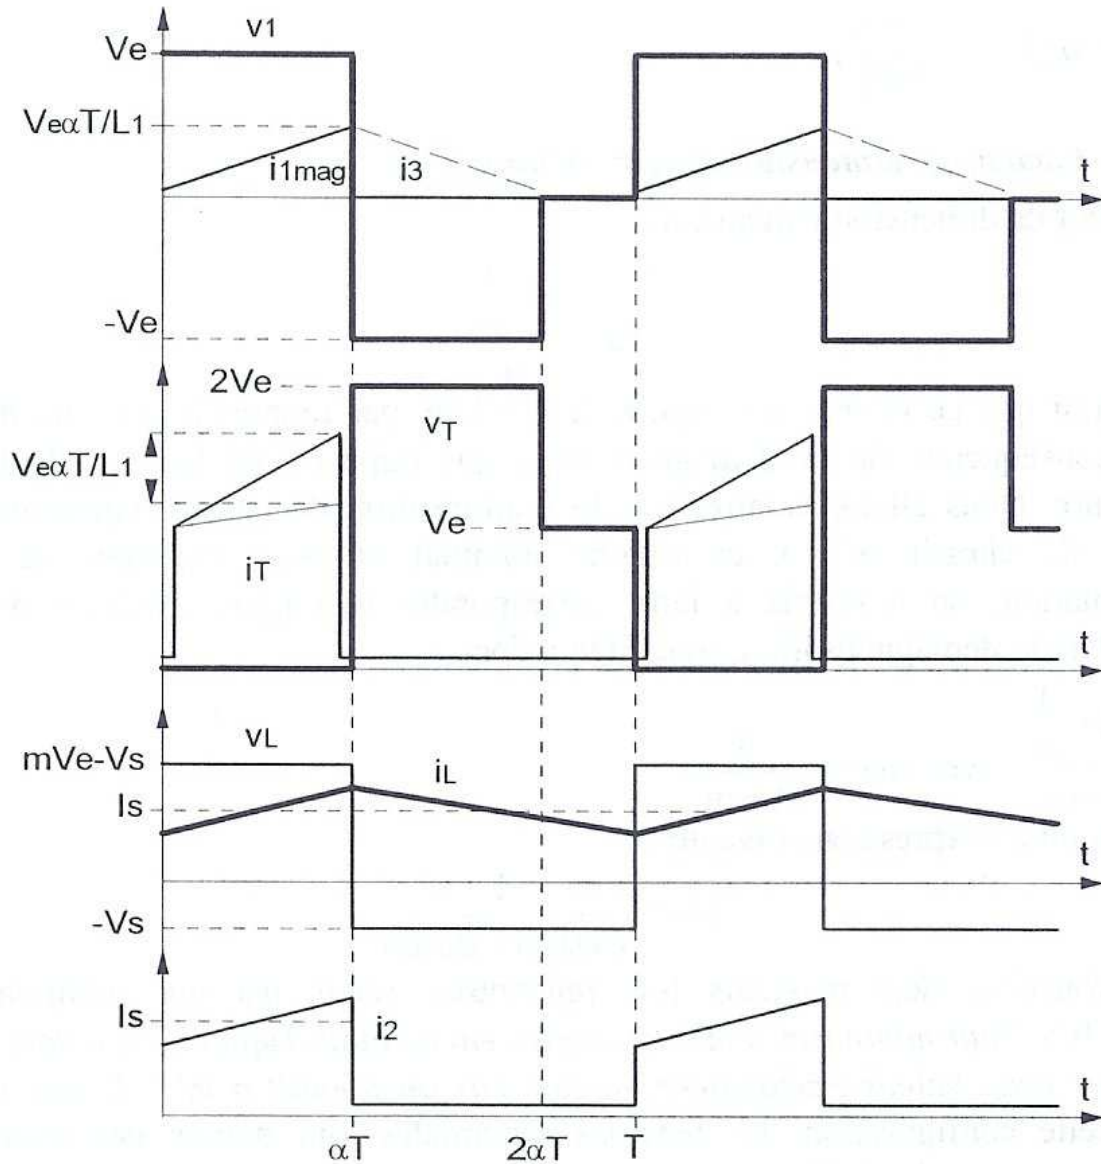 v1
Ve
VeαT/L1
i1mag
i3
t
-Ve
2Ve
vT
VeαT/L1
Ve
iT
t
vL
mVe-Vs
iL
Is
t
-Vs
Is
i2
t
αT
2αT
T